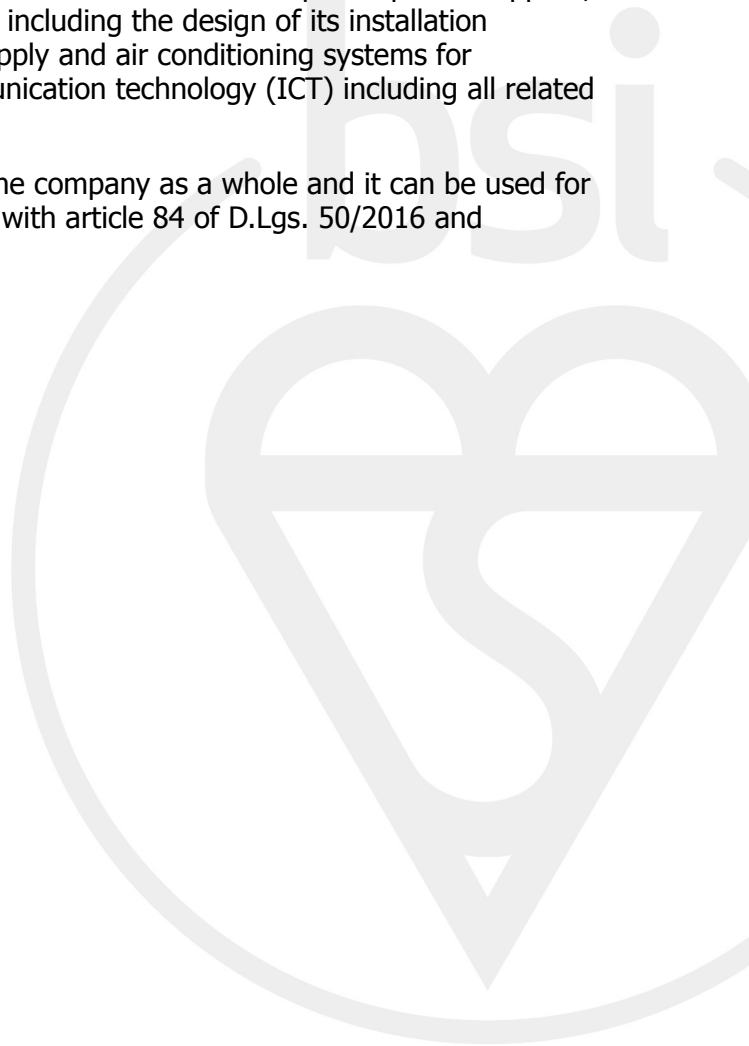 including the design of its installation
pply and air conditioning systems for
unication technology (ICT) including all related
he company as a whole and it can be used for
with article 84 of D.Lgs. 50/2016 and
bsi